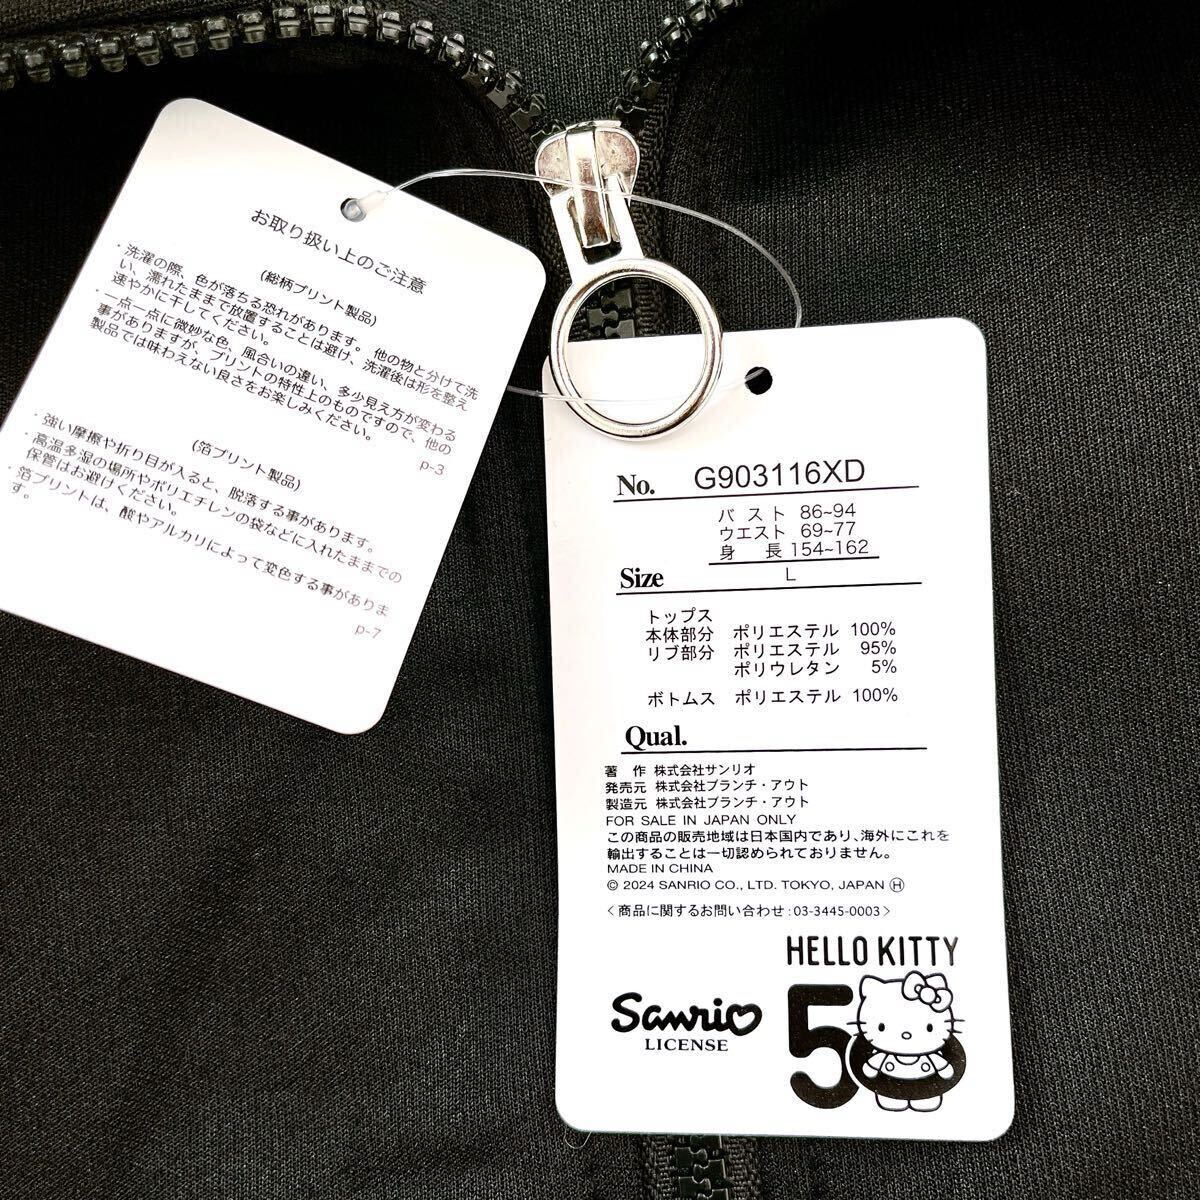 お取り扱い上のご注意
(総柄プリント製品)
・洗濯の際、色が落ちる恐れがあります。他の物と分けて洗
い、濡れたままで放置することは避け、洗濯後は形を整え
速やかに干してください。
・一点一点に微妙な色、風合いの違い、多少見え方が変わる
事がありますが、プリントの特性上のものですので、他の
製品では味わえない良さをお楽しみください。
p-3
(箔プリント製品)
・強い摩擦や折り目が入ると、脱落する事があります。
・高温多湿の場所やポリエチレンの袋などに入れたままでの
保管はお避けください。
・箔プリントは、酸やアルカリによって変色する事がありま
す。
p-7
No. G903116XD
バスト 86~94
ウエスト 69~77
身長 154~162
Size L
トップス
本体部分 ポリエステル 100%
リブ部分 ポリエステル 95%
ポリウレタン 5%
ボトムス ポリエステル 100%
Qual.
著作 株式会社サンリオ
発売元 株式会社ブランチ・アウト
製造元 株式会社ブランチ・アウト
FOR SALE IN JAPAN ONLY
この商品の販売地域は日本国内であり、海外にこれを
輸出することは一切認められておりません。
MADE IN CHINA
© 2024 SANRIO CO., LTD. TOKYO, JAPAN Ⓗ
〈商品に関するお問い合わせ:03-3445-0003〉
HELLO KITTY
50
Sanrio
LICENSE